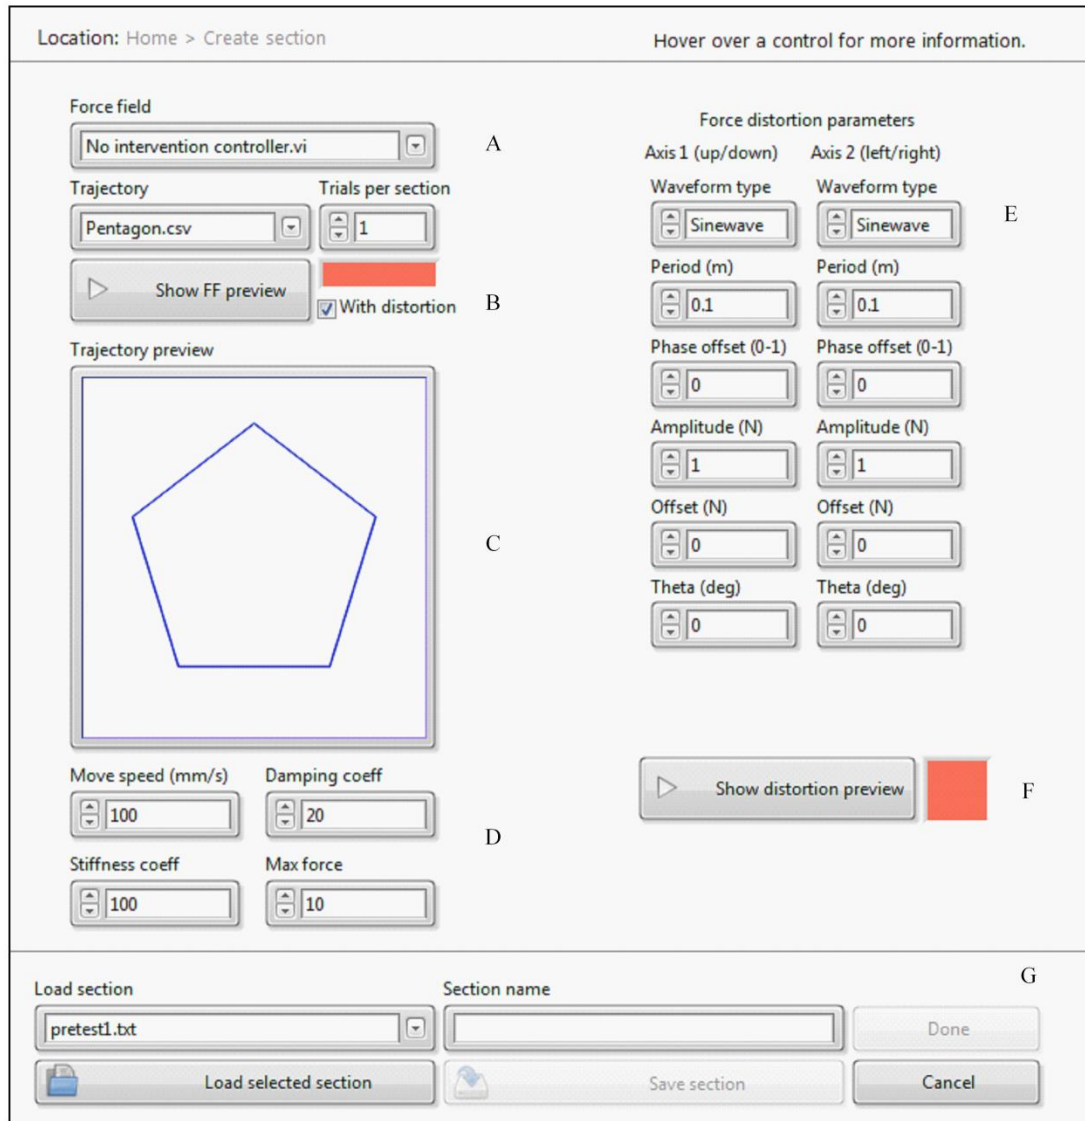 Location: Home > Create section
Hover over a control for more information.
Force field
No intervention controller.vi
A
Trajectory
Trials per section
Pentagon.csv
1
Show FF preview
With distortion
B
Trajectory preview
C
Move speed (mm/s)
Damping coeff
100
20
D
Stiffness coeff
Max force
100
10
Force distortion parameters
Axis 1 (up/down)
Axis 2 (left/right)
Waveform type
Waveform type
Sinewave
Sinewave
E
Period (m)
Period (m)
0.1
0.1
Phase offset (0-1)
Phase offset (0-1)
0
0
Amplitude (N)
Amplitude (N)
1
1
Offset (N)
Offset (N)
0
0
Theta (deg)
Theta (deg)
0
0
Show distortion preview
F
G
Load section
Section name
pretest1.txt
Done
Load selected section
Save section
Cancel